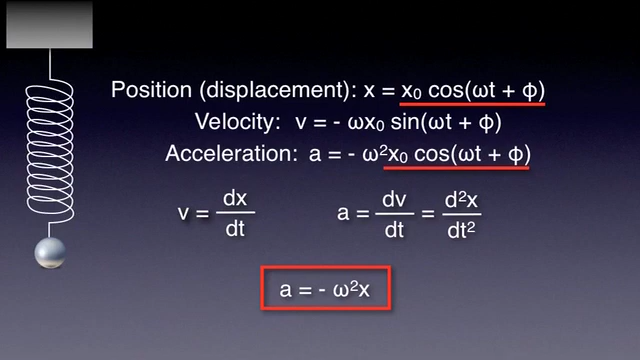 Position (displacement): x = x₀ cos(ωt + ϕ)
Velocity: v = - ωx₀ sin(ωt + ϕ)
Acceleration: a = - ω²x₀ cos(ωt + ϕ)
v = dx/dt a = dv/dt = d²x/dt²
a = - ω²x